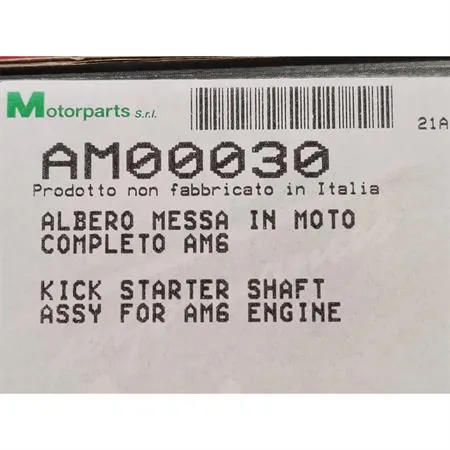 Motorparts s.r.l.
21A
AM00030
Prodotto non fabbricato in Italia
ALBERO MESSA IN MOTO
COMPLETO AM6
KICK STARTER SHAFT
ASSY FOR AM6 ENGINE